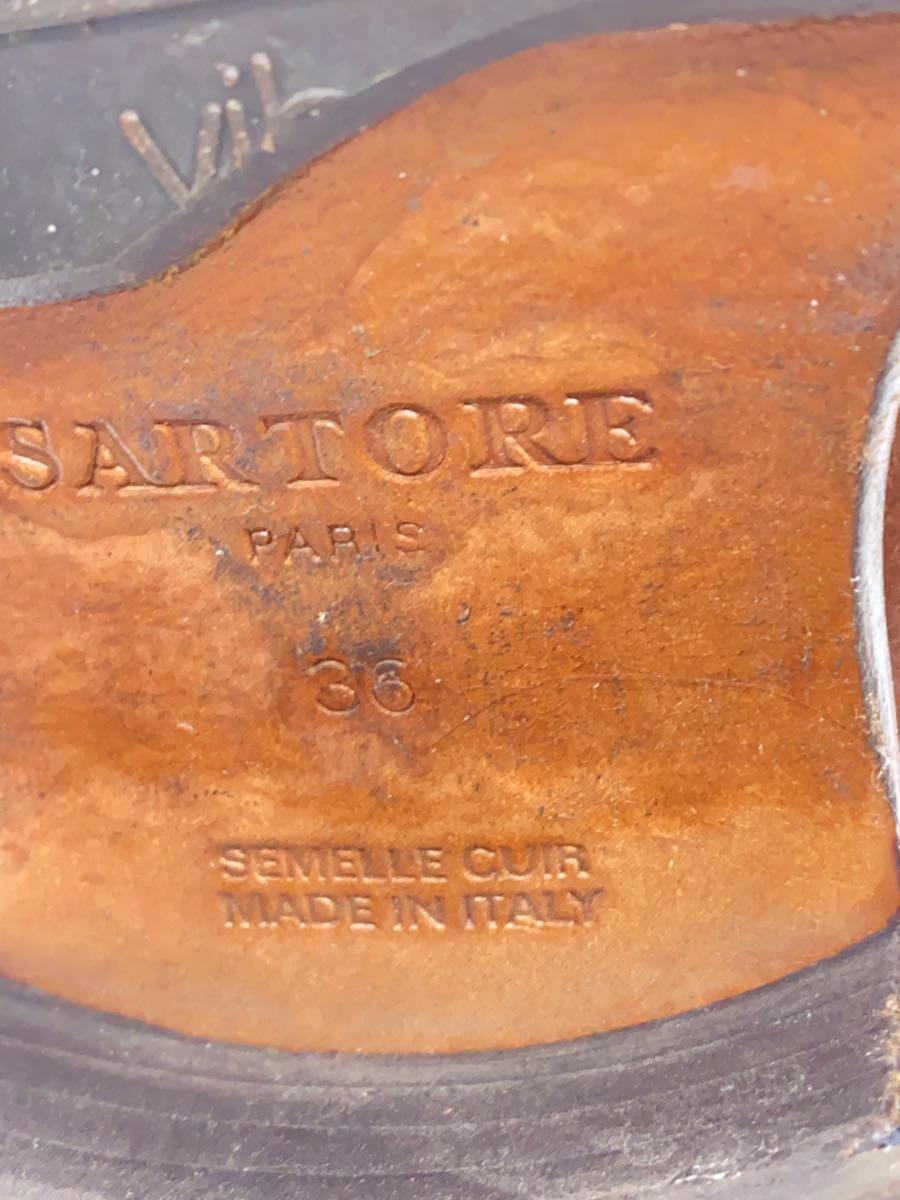 SARTORE
PARIS
36
SEMELLE CUIR
MADE IN ITALY